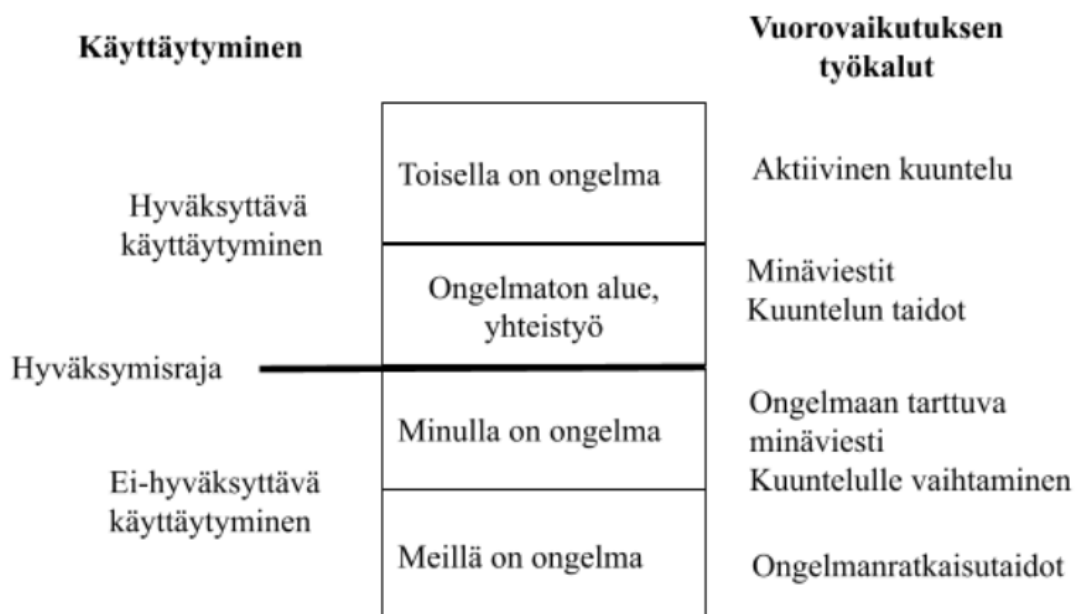 Käyttäytyminen
Vuorovaikutuksen
työkalut
Toisella on ongelma
Aktiivinen kuuntelu
Hyväksyttävä
käyttäytyminen
Ongelmaton alue,
yhteistyö
Minäviestit
Kuuntelun taidot
Hyväksymisraja
Minulla on ongelma
Ongelmaan tarttuva
minäviesti
Kuuntelulle vaihtaminen
Ei-hyväksyttävä
käyttäytyminen
Meillä on ongelma
Ongelmanratkaisutaidot